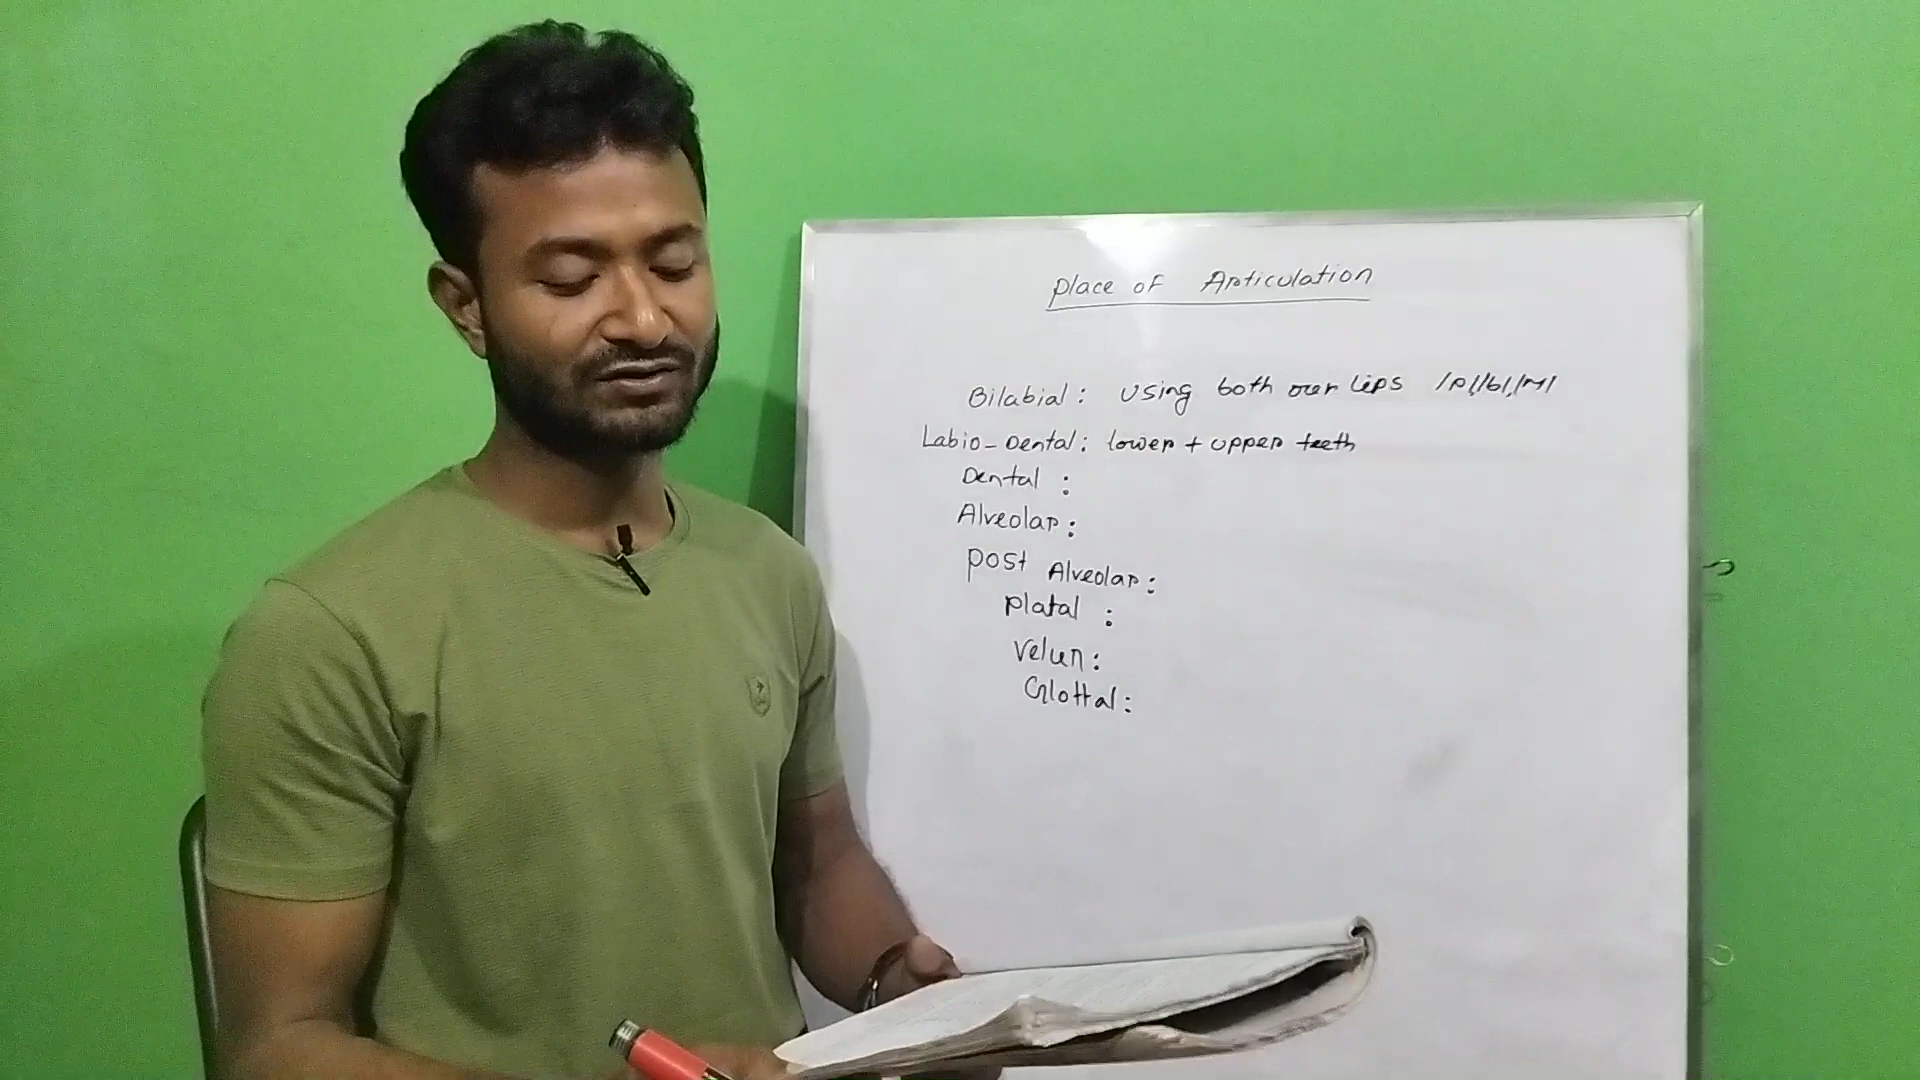 Place of Articulation
Bilabial: Using both our lips /p/,/b/,/m/
Labio-Dental: lower + upper teeth
Dental :
Alveolar:
post Alveolar:
platal :
velum:
Glottal: